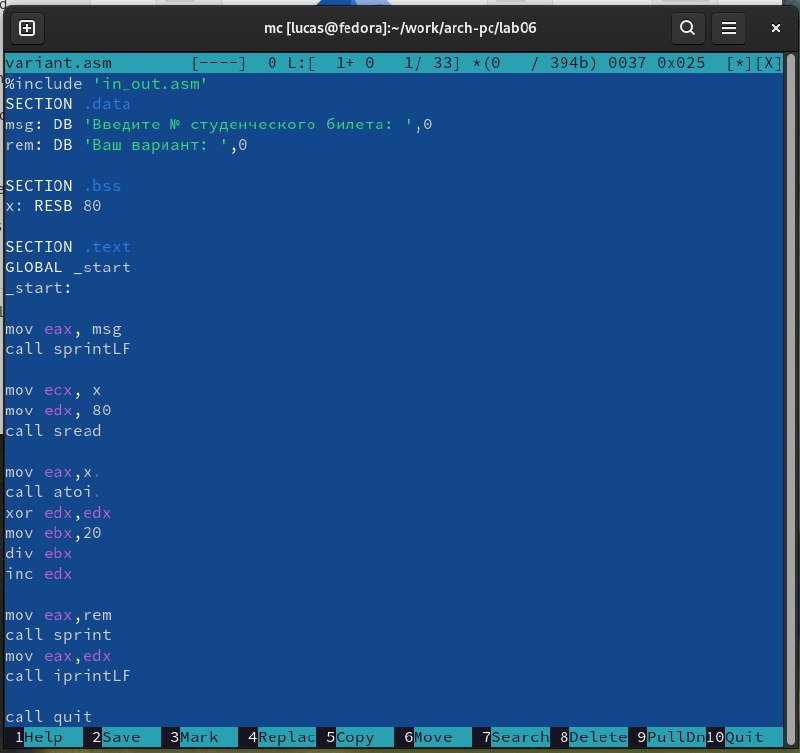 mc [lucas@fedora]:~/work/arch-pc/lab06
variant.asm [----] 0 L:[ 1+ 0 1/ 33] *(0 / 394b) 0037 0x025 [*][X]
%include 'in_out.asm'
SECTION .data
msg: DB 'Введите № студенческого билета: ',0
rem: DB 'Ваш вариант: ',0
SECTION .bss
x: RESB 80
SECTION .text
GLOBAL _start
_start:
mov eax, msg
call sprintLF
mov ecx, x
mov edx, 80
call sread
mov eax,x.
call atoi.
xor edx,edx
mov ebx,20
div ebx
inc edx
mov eax,rem
call sprint
mov eax,edx
call iprintLF
call quit
1Help 2Save 3Mark 4Replac 5Copy 6Move 7Search 8Delete 9PullDn 10Quit